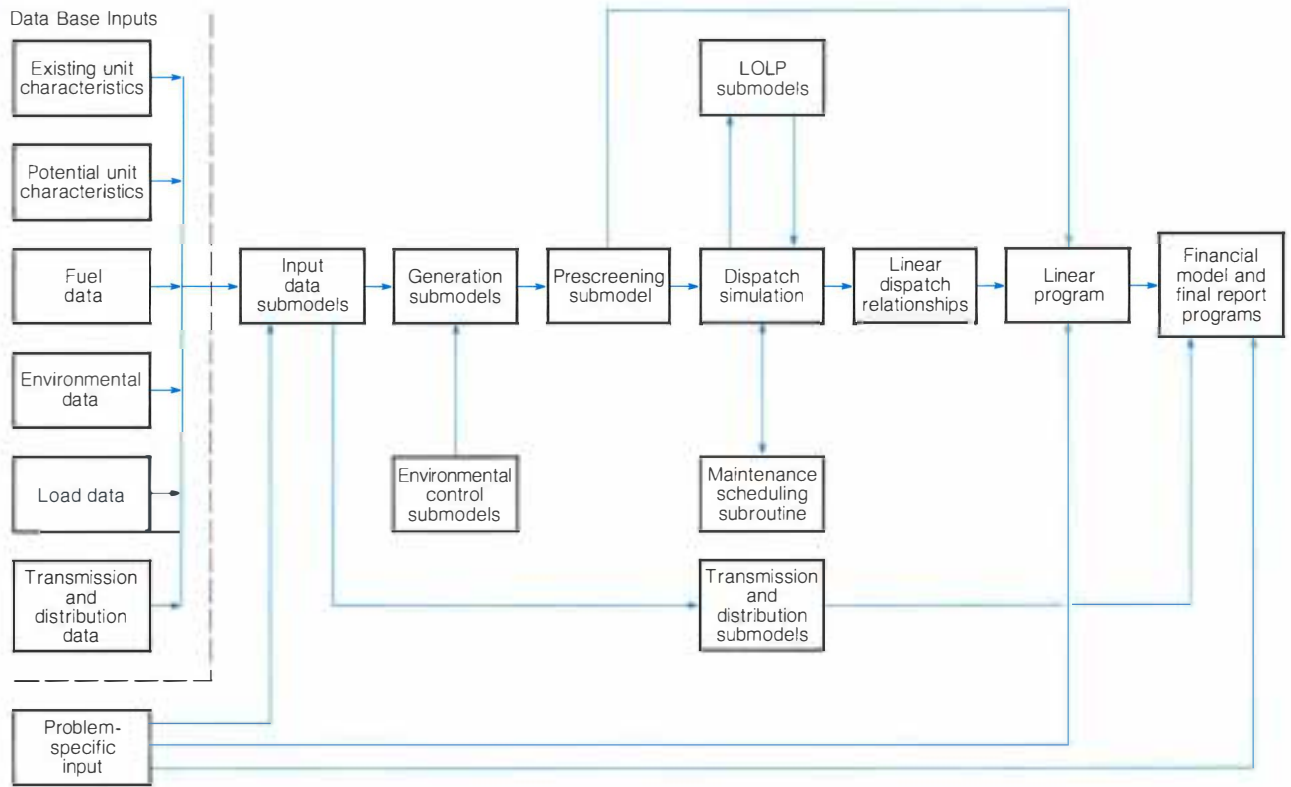 Data Base Inputs
Existing unit
characteristics
Potential unit
characteristics
Fuel
data
Environmental
data
Load data
Transmission
and
distribution
data
Problem-
specific
input
Input
data
submodels
Generation
submodels
Environmental
control
submodels
Prescreening
submodel
LOLP
submodels
Dispatch
simulation
Maintenance
scheduling
subroutine
Transmission
and
distribution
submodels
Linear
dispatch
relationships
Linear
program
Financial
model and
final report
programs